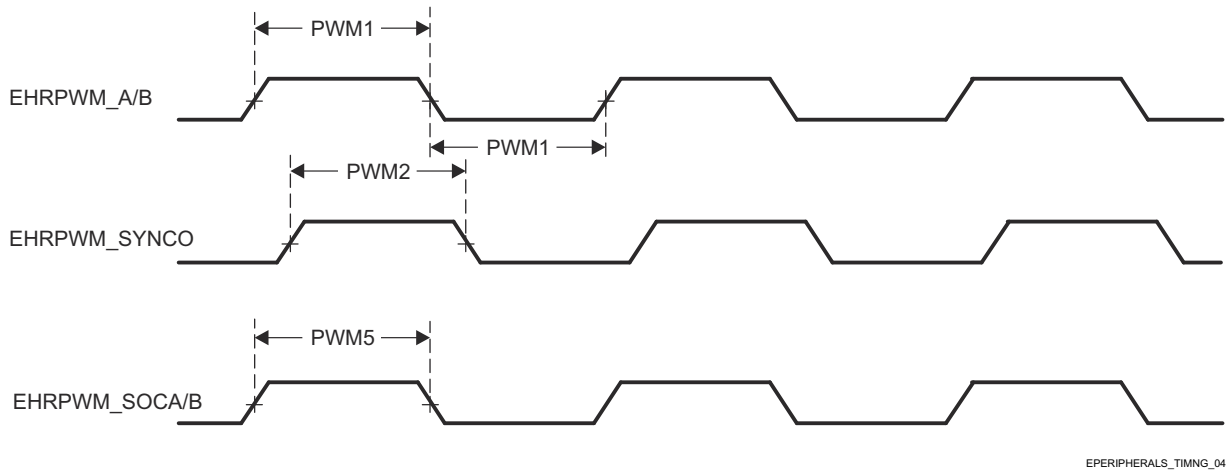 PWM1
EHRPWM_A/B
PWM1
PWM2
EHRPWM_SYNCO
PWM5
EHRPWM_SOCA/B
EPERIPHERALS_TIMNG_04